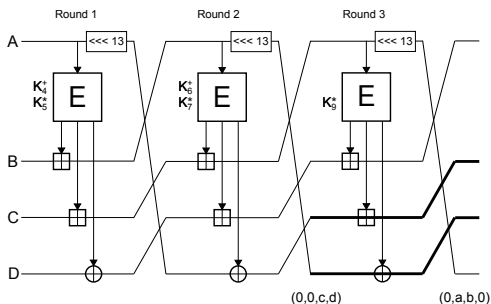 Round 1 Round 2 Round 3
A <<< 13 <<< 13 <<< 13
K₄⁺ E K₆⁺ E K₉* E
K₅* K₇*
B
C
D
(0,0,c,d) (0,a,b,0)